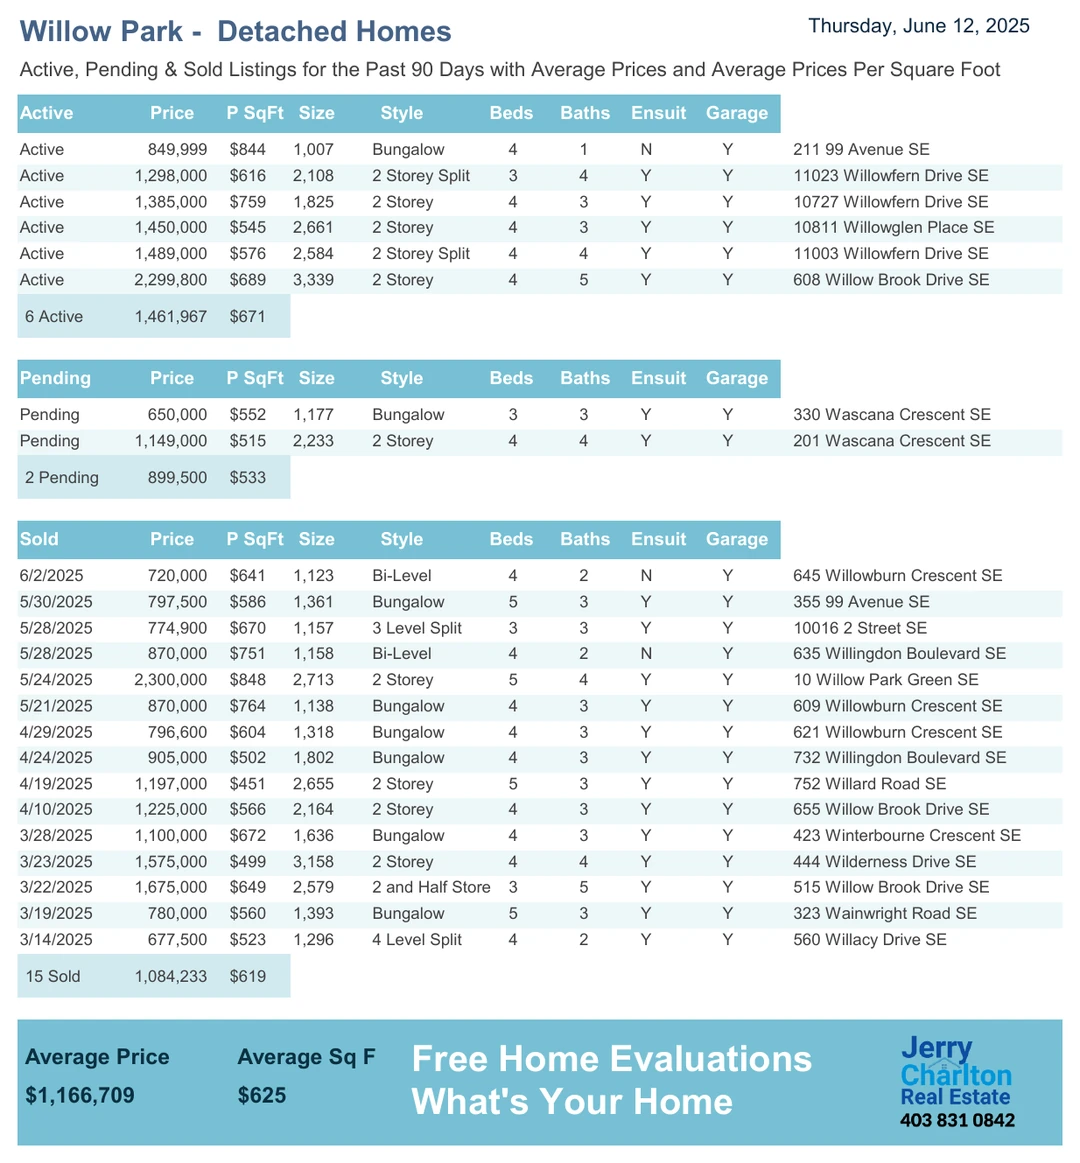 Willow Park -  Detached Homes
Thursday, June 12, 2025
Active, Pending & Sold Listings for the Past 90 Days with Average Prices and Average Prices Per Square Foot
Active Price P SqFt Size Style Beds Baths Ensuit Garage
Active 849,999 $844 1,007 Bungalow 4 1 N Y 211 99 Avenue SE
Active 1,298,000 $616 2,108 2 Storey Split 3 4 Y Y 11023 Willowfern Drive SE
Active 1,385,000 $759 1,825 2 Storey 4 3 Y Y 10727 Willowfern Drive SE
Active 1,450,000 $545 2,661 2 Storey 4 3 Y Y 10811 Willowglen Place SE
Active 1,489,000 $576 2,584 2 Storey Split 4 4 Y Y 11003 Willowfern Drive SE
Active 2,299,800 $689 3,339 2 Storey 4 5 Y Y 608 Willow Brook Drive SE
6 Active 1,461,967 $671
Pending Price P SqFt Size Style Beds Baths Ensuit Garage
Pending 650,000 $552 1,177 Bungalow 3 3 Y Y 330 Wascana Crescent SE
Pending 1,149,000 $515 2,233 2 Storey 4 4 Y Y 201 Wascana Crescent SE
2 Pending 899,500 $533
Sold Price P SqFt Size Style Beds Baths Ensuit Garage
6/2/2025 720,000 $641 1,123 Bi-Level 4 2 N Y 645 Willowburn Crescent SE
5/30/2025 797,500 $586 1,361 Bungalow 5 3 Y Y 355 99 Avenue SE
5/28/2025 774,900 $670 1,157 3 Level Split 3 3 Y Y 10016 2 Street SE
5/28/2025 870,000 $751 1,158 Bi-Level 4 2 N Y 635 Willingdon Boulevard SE
5/24/2025 2,300,000 $848 2,713 2 Storey 5 4 Y Y 10 Willow Park Green SE
5/21/2025 870,000 $764 1,138 Bungalow 4 3 Y Y 609 Willowburn Crescent SE
4/29/2025 796,600 $604 1,318 Bungalow 4 3 Y Y 621 Willowburn Crescent SE
4/24/2025 905,000 $502 1,802 Bungalow 4 3 Y Y 732 Willingdon Boulevard SE
4/19/2025 1,197,000 $451 2,655 2 Storey 5 3 Y Y 752 Willard Road SE
4/10/2025 1,225,000 $566 2,164 2 Storey 4 3 Y Y 655 Willow Brook Drive SE
3/28/2025 1,100,000 $672 1,636 Bungalow 4 3 Y Y 423 Winterbourne Crescent SE
3/23/2025 1,575,000 $499 3,158 2 Storey 4 4 Y Y 444 Wilderness Drive SE
3/22/2025 1,675,000 $649 2,579 2 and Half Store 3 5 Y Y 515 Willow Brook Drive SE
3/19/2025 780,000 $560 1,393 Bungalow 5 3 Y Y 323 Wainwright Road SE
3/14/2025 677,500 $523 1,296 4 Level Split 4 2 Y Y 560 Willacy Drive SE
15 Sold 1,084,233 $619
Average Price Average Sq F
$1,166,709 $625
Free Home Evaluations
What's Your Home
Jerry
Charlton
Real Estate
403 831 0842